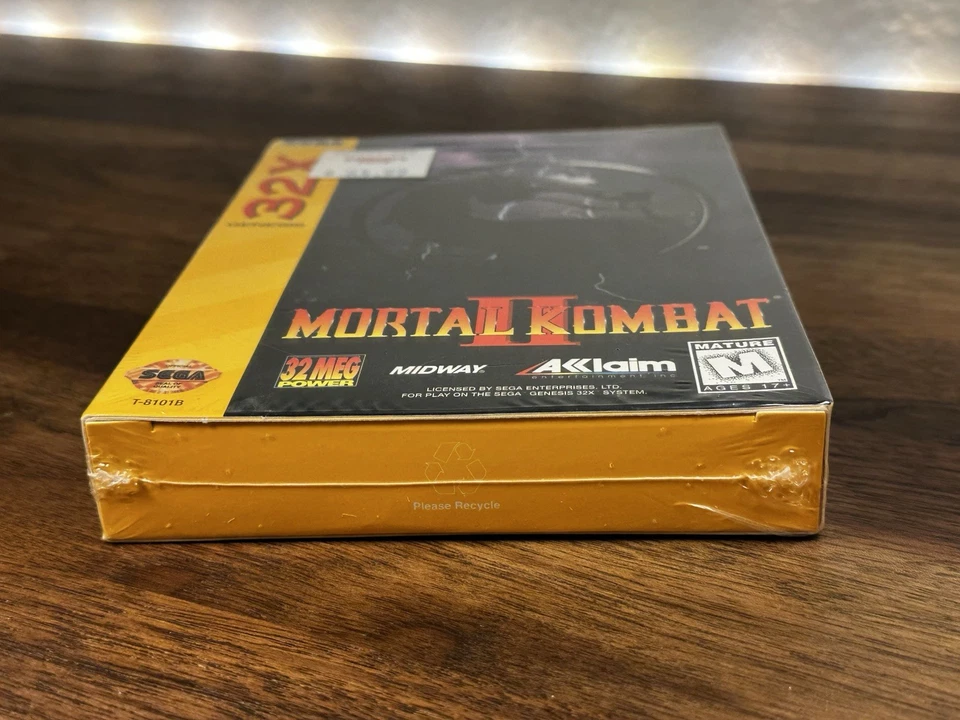 32X
MORTAL KOMBAT
II
SEGA
32 MEG
POWER
MIDWAY
AKKlaim
entertainment inc
MATURE
M
AGES 17+
LICENSED BY SEGA ENTERPRISES, LTD.
FOR PLAY ON THE SEGA GENESIS 32X SYSTEM.
T-8101B
Please Recycle